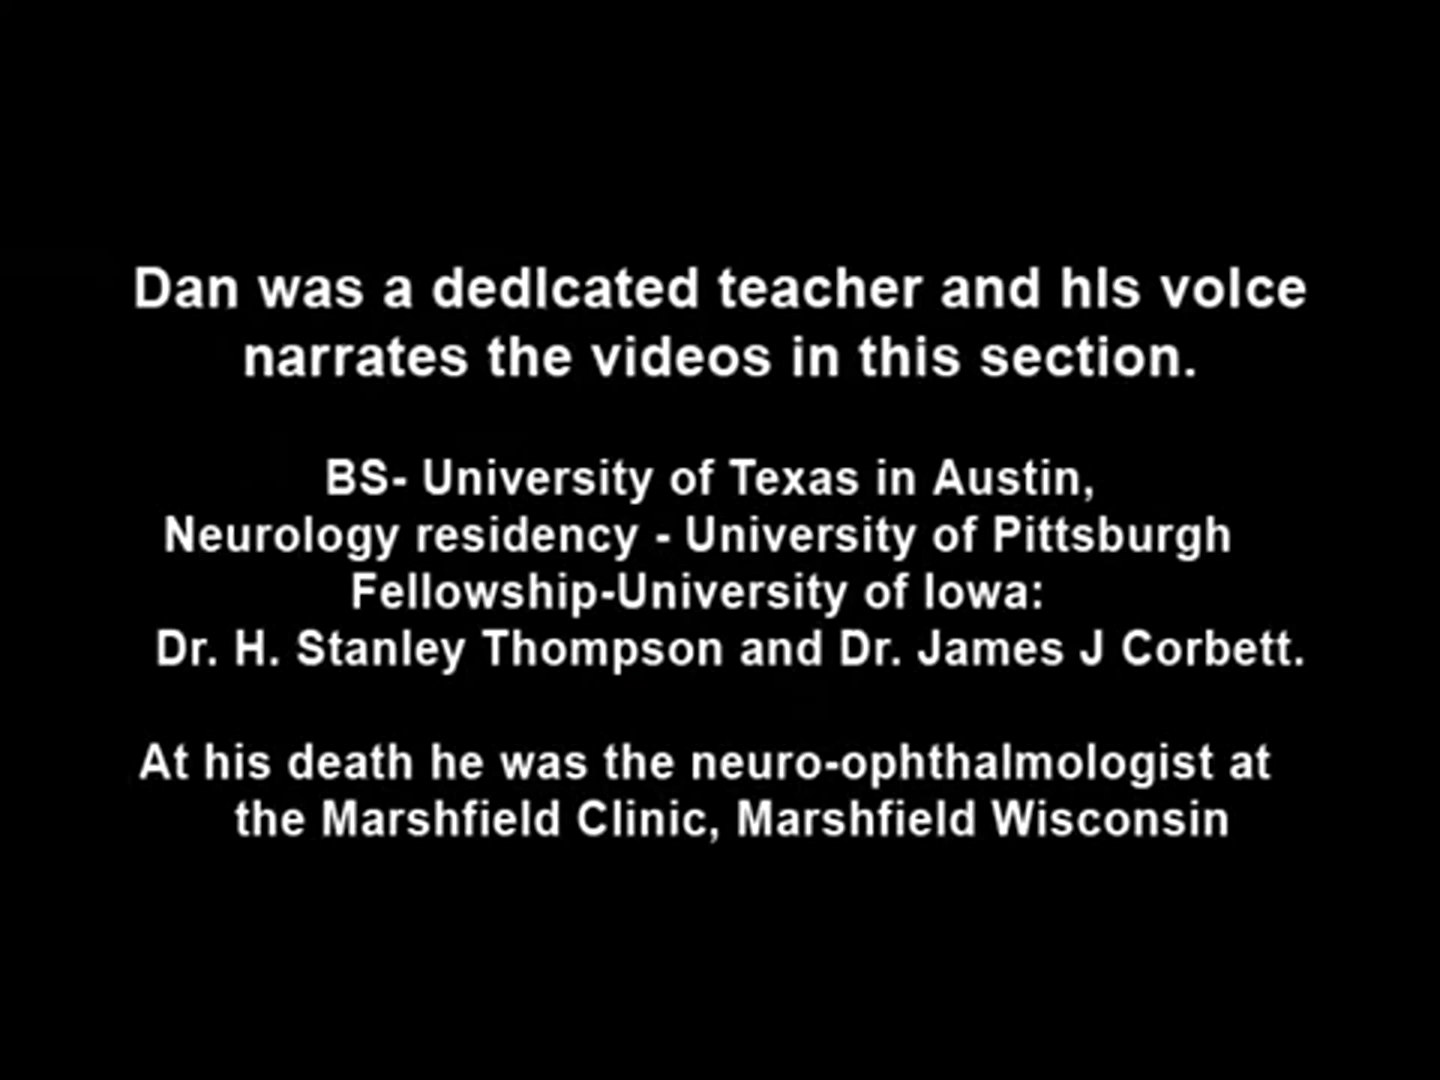 Dan was a dedicated teacher and his voice
narrates the videos in this section.
BS- University of Texas in Austin,
Neurology residency - University of Pittsburgh
Fellowship-University of Iowa:
Dr. H. Stanley Thompson and Dr. James J Corbett.
At his death he was the neuro-ophthalmologist at
the Marshfield Clinic, Marshfield Wisconsin